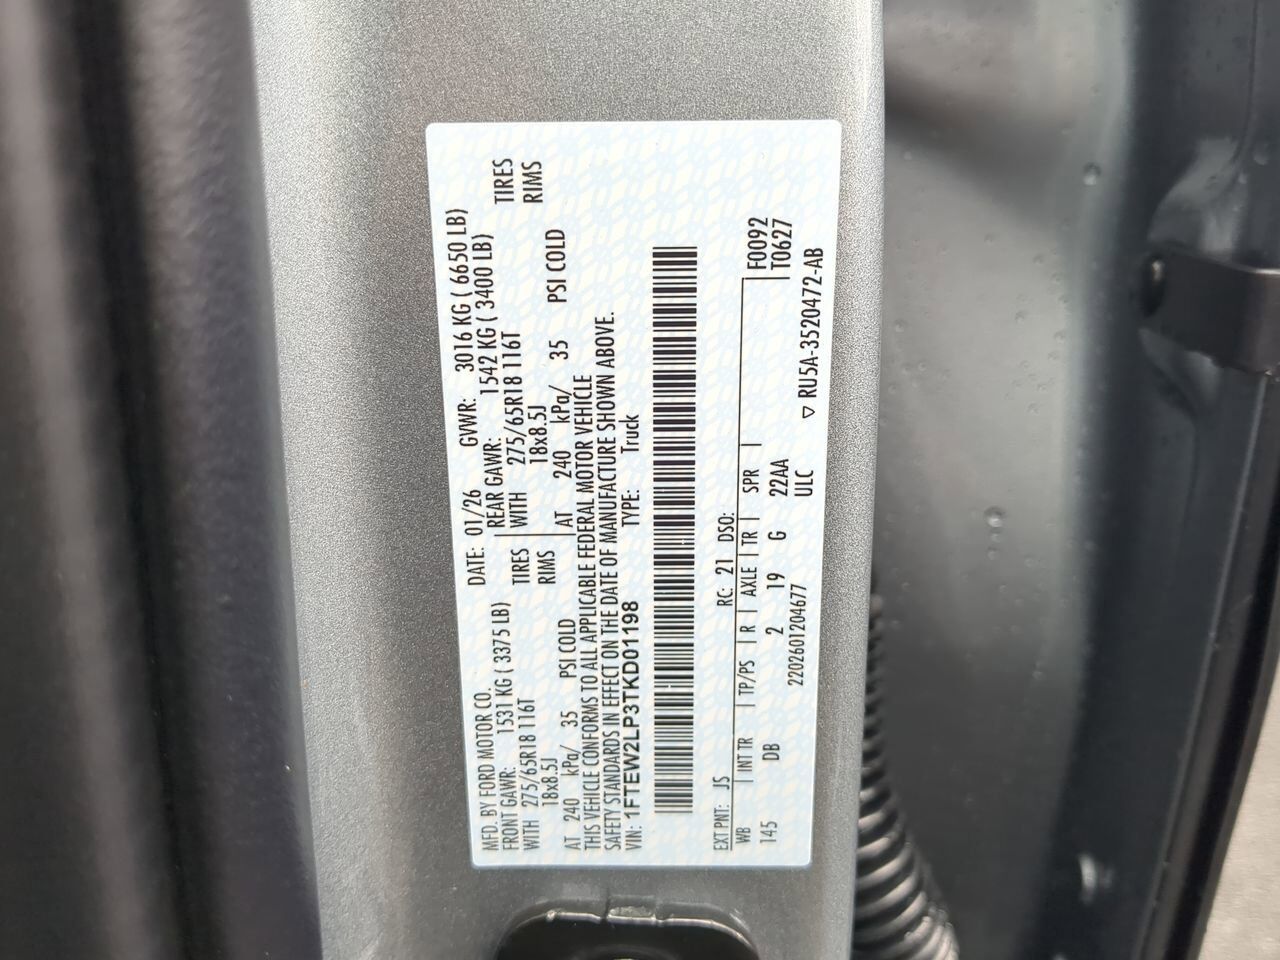 MFD. BY FORD MOTOR CO.
DATE: 01/26 GVWR: 3016 KG ( 6650 LB)
FRONT GAWR: 1531 KG ( 3375 LB) REAR GAWR: 1542 KG ( 3400 LB)
WITH 275/65R18 116T TIRES WITH 275/65R18 116T TIRES
18x8.5J RIMS 18x8.5J RIMS
AT 240 kPa/ 35 PSI COLD AT 240 kPa/ 35 PSI COLD
THIS VEHICLE CONFORMS TO ALL APPLICABLE FEDERAL MOTOR VEHICLE
SAFETY STANDARDS IN EFFECT ON THE DATE OF MANUFACTURE SHOWN ABOVE.
VIN: 1FTEW2LP3TKD01198 TYPE: Truck
EXT PNT: JS RC: 21 DSO:
WB INT TR TP/PS R AXLE TR SPR F0092
145 DB 2 19 G 22AA T0627
2202601204677 ULC ▽ RU5A-3520472-AB